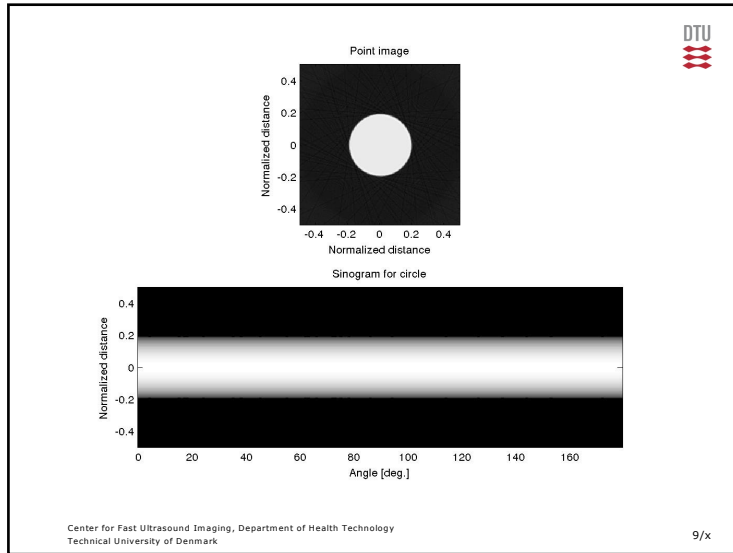 DTU
Point image
0.4
0.2
0
-0.2
-0.4
Normalized distance
-0.4 -0.2 0 0.2 0.4
Normalized distance
Sinogram for circle
0.4
0.2
0
-0.2
-0.4
Normalized distance
0 20 40 60 80 100 120 140 160
Angle [deg.]
Center for Fast Ultrasound Imaging, Department of Health Technology
Technical University of Denmark
9/x